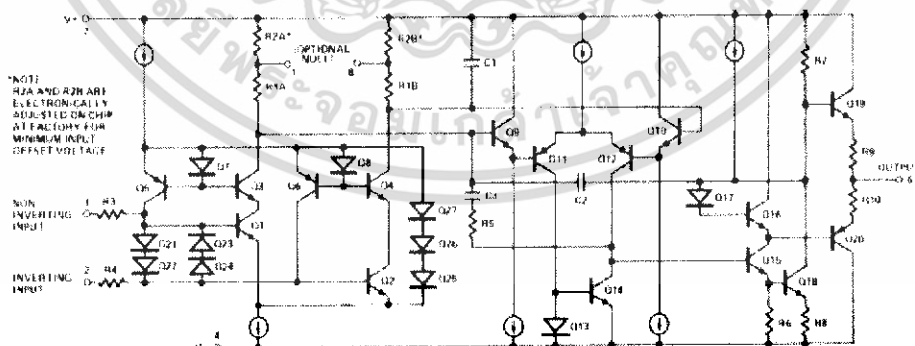 V+
7
R2A*
(OPTIONAL
NULL)
1
8
R2B*
R1A
R1B
C1
R7
*NOTE
R2A AND R2B ARE
ELECTRONICALLY
ADJUSTED ON CHIP
AT FACTORY FOR
MINIMUM INPUT
OFFSET VOLTAGE
Q9
Q10
Q11
Q12
Q19
R9
OUTPUT
6
R10
Q20
Q5
Q7
Q3
Q6
Q8
Q4
Q27
Q26
Q25
C3
R5
C2
Q17
Q16
Q15
Q18
NON
INVERTING
INPUT
R3
Q1
Q21
Q23
Q22
Q24
INVERTING
INPUT
2
R4
Q2
Q14
Q13
R6
R8
4